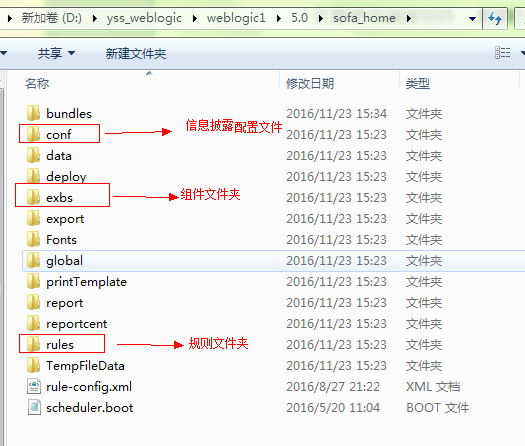 新加卷 (D:) ▸ yss_weblogic ▸ weblogic1 ▸ 5.0 ▸ sofa_home ▸
共享 新建文件夹
名称 修改日期 类型
bundles 2016/11/23 15:34 文件夹
conf 2016/11/23 15:23 文件夹
信息披露配置文件
data 2016/11/23 15:23 文件夹
deploy 2016/11/23 15:23 文件夹
exbs 2016/11/23 15:23 文件夹
组件文件夹
export 2016/11/23 15:23 文件夹
Fonts 2016/11/23 15:23 文件夹
global 2016/11/23 15:23 文件夹
printTemplate 2016/11/23 15:23 文件夹
report 2016/11/23 15:23 文件夹
reportcent 2016/11/23 15:23 文件夹
rules 2016/11/23 15:23 文件夹
规则文件夹
TempFileData 2016/11/23 15:23 文件夹
rule-config.xml 2016/8/27 21:22 XML 文档
scheduler.boot 2016/5/20 11:04 BOOT 文件